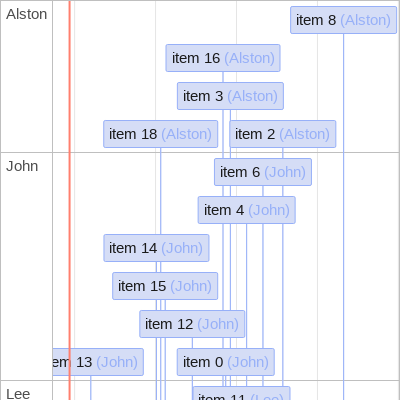 Alston
item 8 (Alston)
item 16 (Alston)
item 3 (Alston)
item 18 (Alston)
item 2 (Alston)
John
item 6 (John)
item 4 (John)
item 14 (John)
item 15 (John)
item 12 (John)
em 13 (John)
item 0 (John)
Lee
item 11 (Lee)